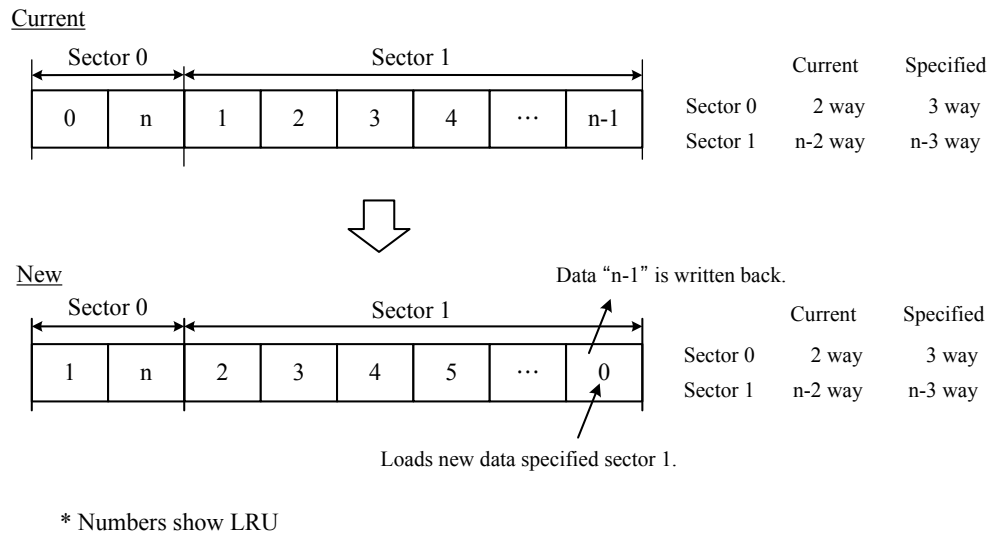 Current
Sector 0 Sector 1
Current Specified
0 n 1 2 3 4 ⋯ n-1
Sector 0 2 way 3 way
Sector 1 n-2 way n-3 way
New
Data “n-1” is written back.
Sector 0 Sector 1
Current Specified
1 n 2 3 4 5 ⋯ 0
Sector 0 2 way 3 way
Sector 1 n-2 way n-3 way
Loads new data specified sector 1.
* Numbers show LRU